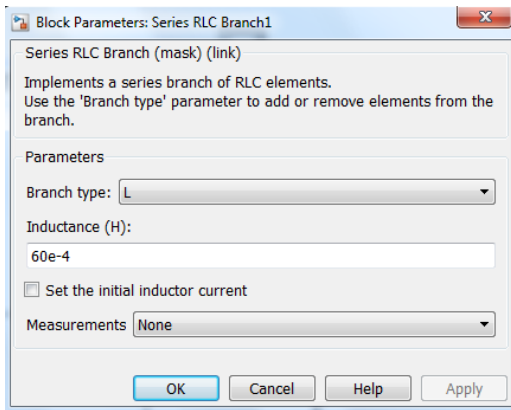 Block Parameters: Series RLC Branch1
Series RLC Branch (mask) (link)
Implements a series branch of RLC elements.
Use the 'Branch type' parameter to add or remove elements from the
branch.
Parameters
Branch type: L
Inductance (H):
60e-4
Set the initial inductor current
Measurements None
OK Cancel Help Apply